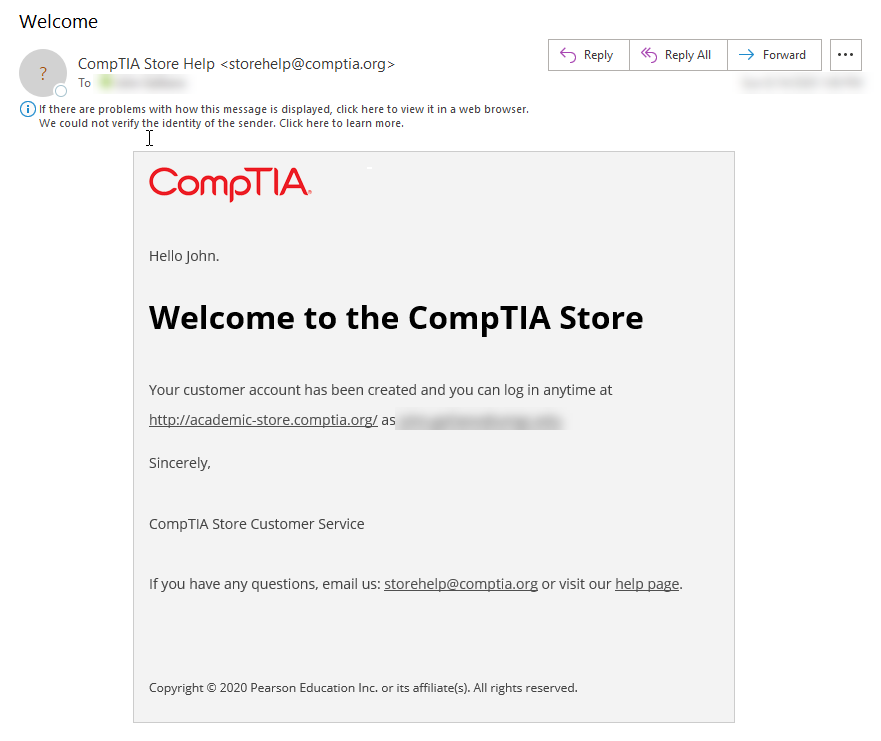 Welcome
CompTIA Store Help <storehelp@comptia.org>
Reply
Reply All
Forward
?
To
If there are problems with how this message is displayed, click here to view it in a web browser.
We could not verify the identity of the sender. Click here to learn more.
CompTIA®
Hello John.
Welcome to the CompTIA Store
Your customer account has been created and you can log in anytime at
http://academic-store.comptia.org/ as
Sincerely,
CompTIA Store Customer Service
If you have any questions, email us: storehelp@comptia.org or visit our help page.
Copyright © 2020 Pearson Education Inc. or its affiliate(s). All rights reserved.